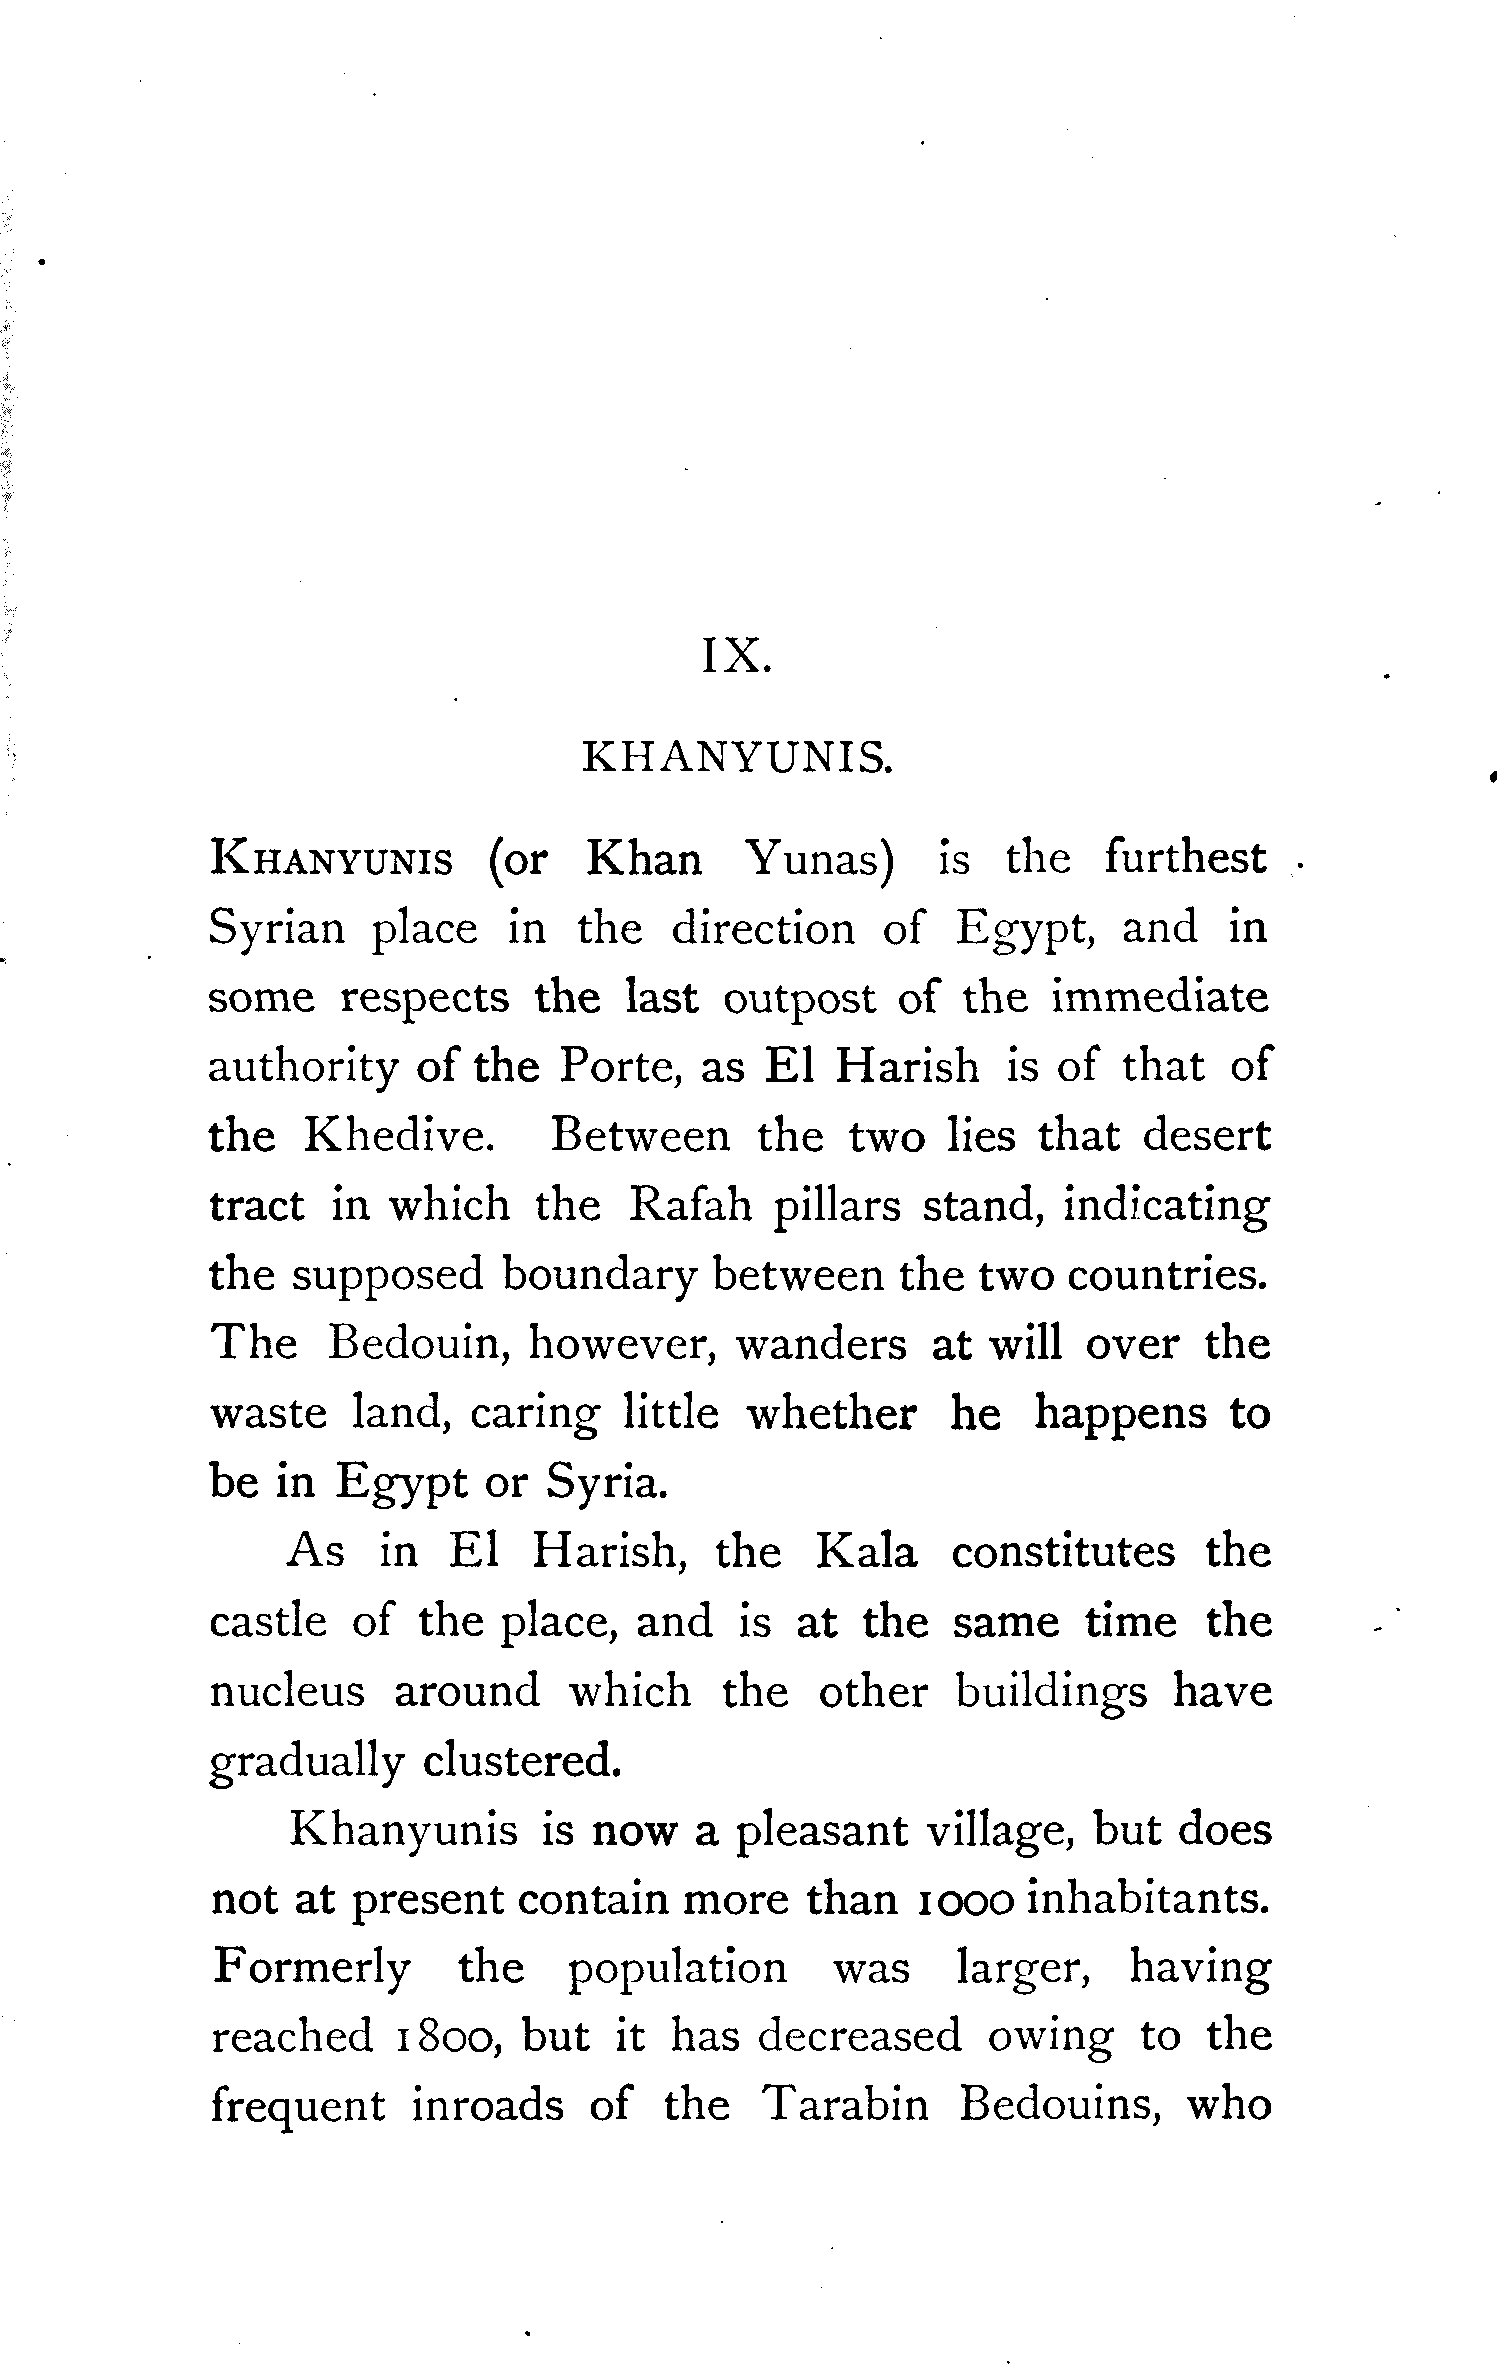 IX.
KHANYUNIS.
KHANYUNIS (or Khan Yunas) is the furthest
Syrian place in the direction of Egypt, and in
some respects the last outpost of the immediate
authority of the Porte, as El Harish is of that of
the Khedive. Between the two lies that desert
tract in which the Rafah pillars stand, indicating
the supposed boundary between the two countries.
The Bedouin, however, wanders at will over the
waste land, caring little whether he happens to
be in Egypt or Syria.
As in El Harish, the Kala constitutes the
castle of the place, and is at the same time the
nucleus around which the other buildings have
gradually clustered.
Khanyunis is now a pleasant village, but does
not at present contain more than 1000 inhabitants.
Formerly the population was larger, having
reached 1800, but it has decreased owing to the
frequent inroads of the Tarabin Bedouins, who